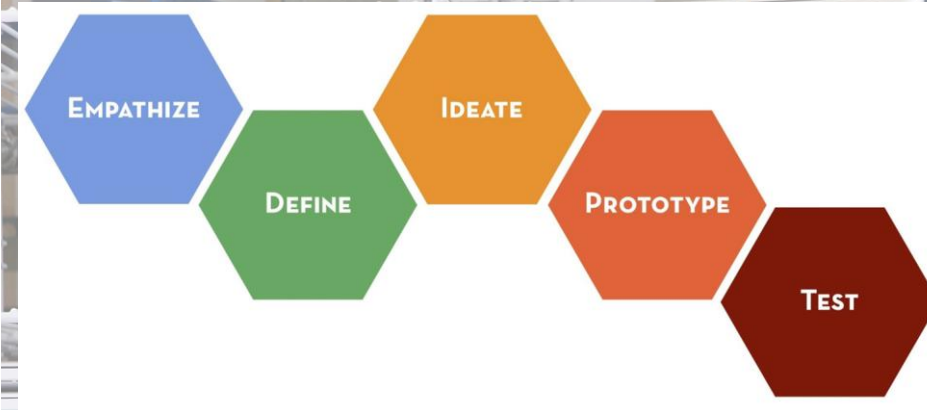 EMPATHIZE
DEFINE
IDEATE
PROTOTYPE
TEST